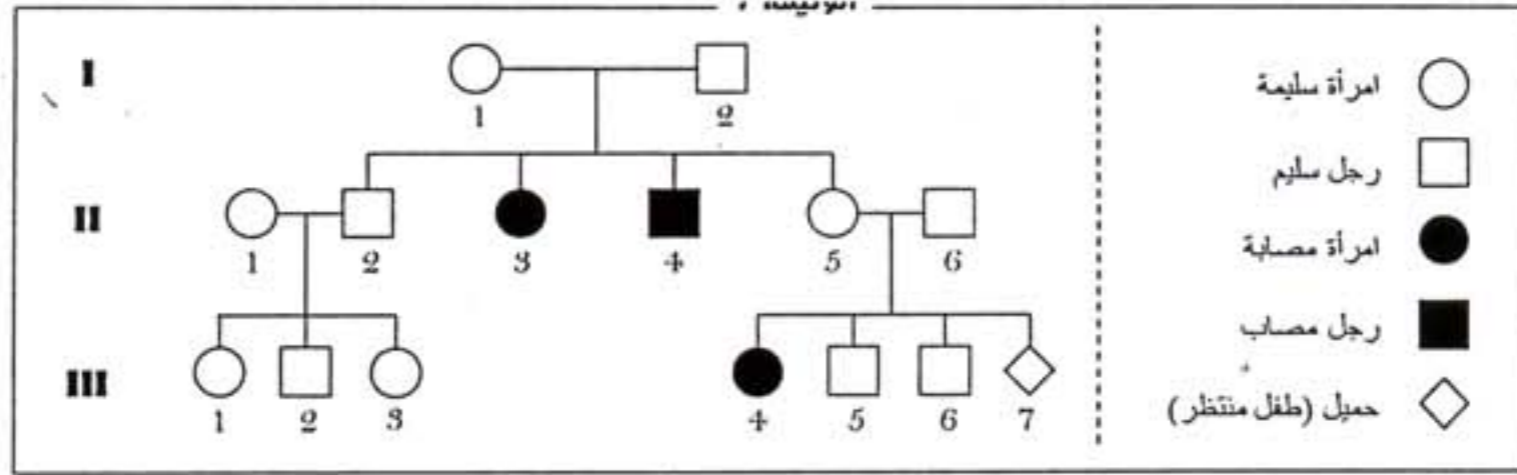 I
1 2
II
1 2 3 4 5 6
III
1 2 3 4 5 6 7
امرأة سليمة
رجل سليم
امرأة مصابة
رجل مصاب
حميل (طفل منتظر)